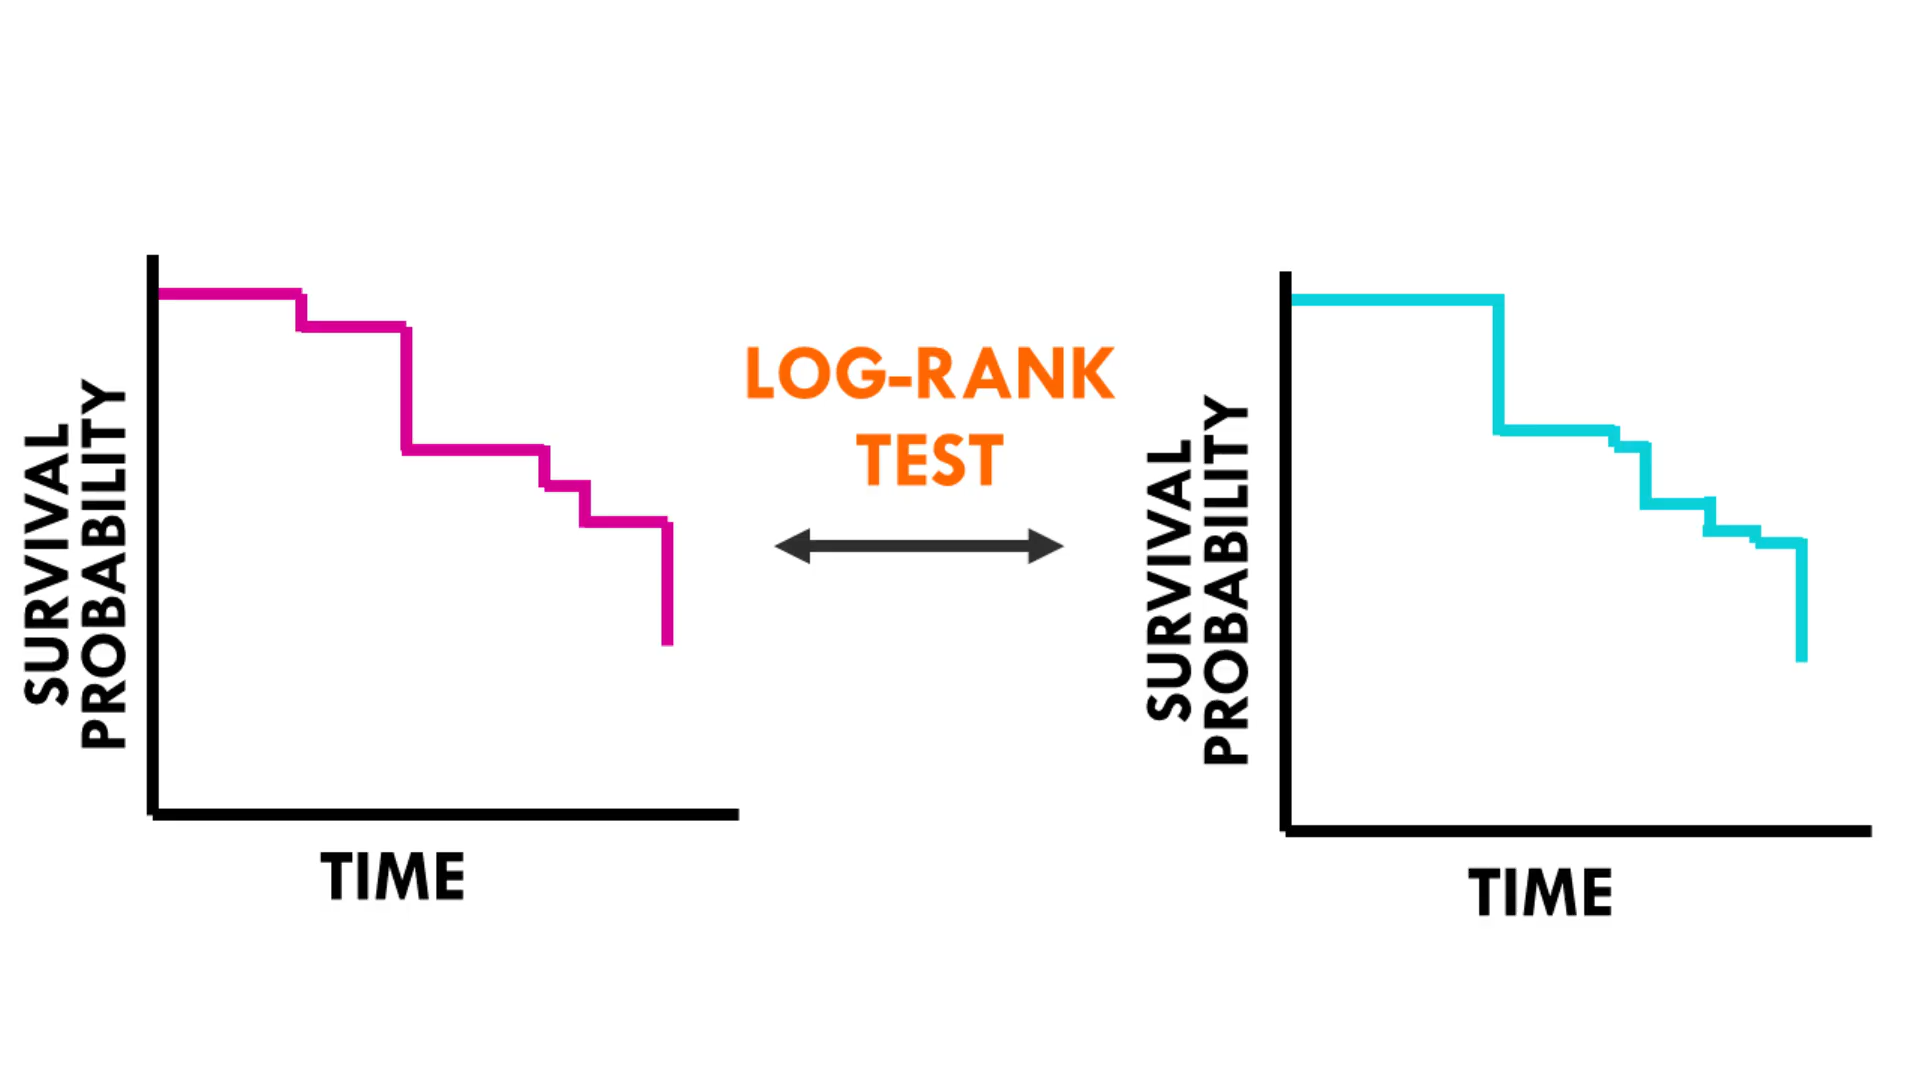 SURVIVAL
PROBABILITY
TIME
LOG-RANK
TEST
SURVIVAL
PROBABILITY
TIME